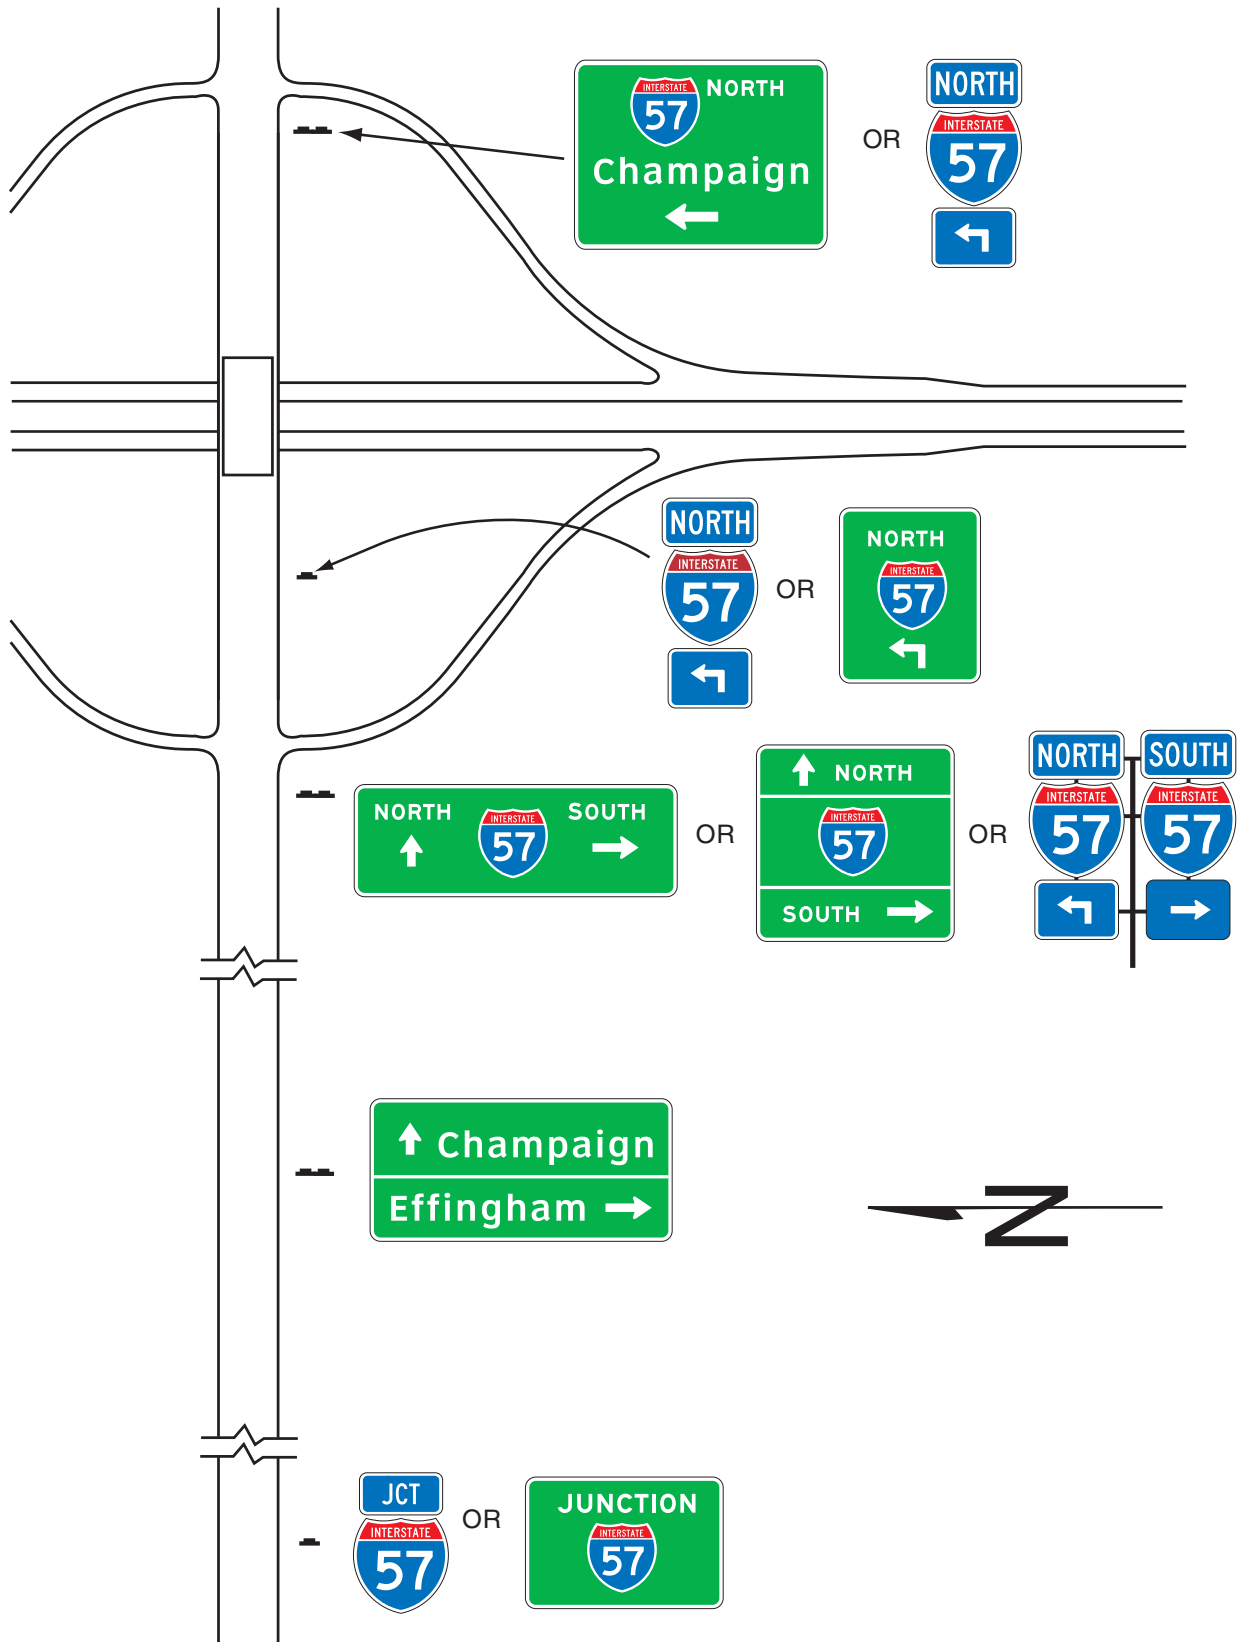 INTERSTATE
57 NORTH
Champaign
OR
NORTH
INTERSTATE
57
NORTH
INTERSTATE
57
OR
NORTH
INTERSTATE
57
NORTH
INTERSTATE
57
SOUTH
OR
NORTH
INTERSTATE
57
SOUTH
OR
NORTH
INTERSTATE
57
SOUTH
INTERSTATE
57
Champaign
Effingham
N
JCT
INTERSTATE
57
OR
JUNCTION
INTERSTATE
57